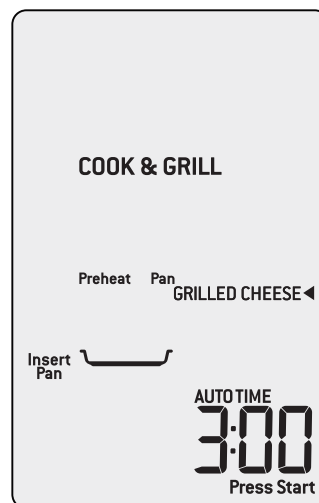 COOK & GRILL
Preheat Pan
GRILLED CHEESE
Insert
Pan
AUTO TIME
3:00
Press Start